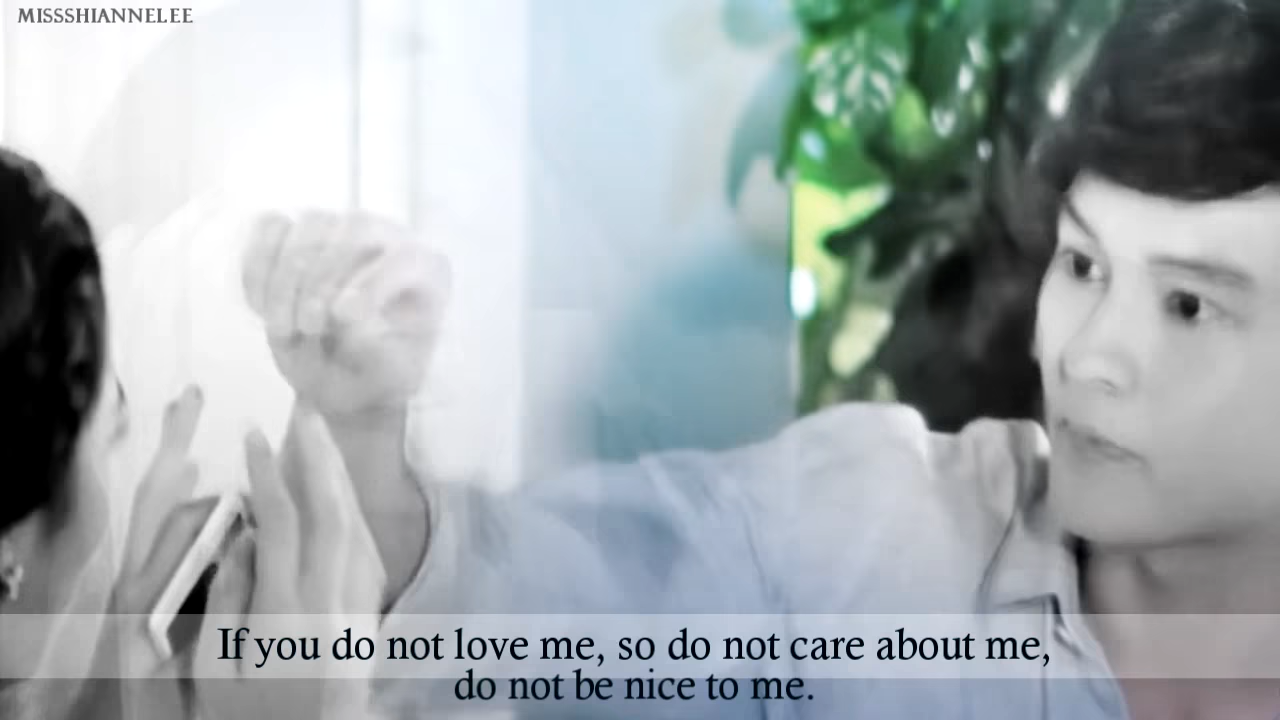 MISSSHIANNELEE
If you do not love me, so do not care about me,
do not be nice to me.